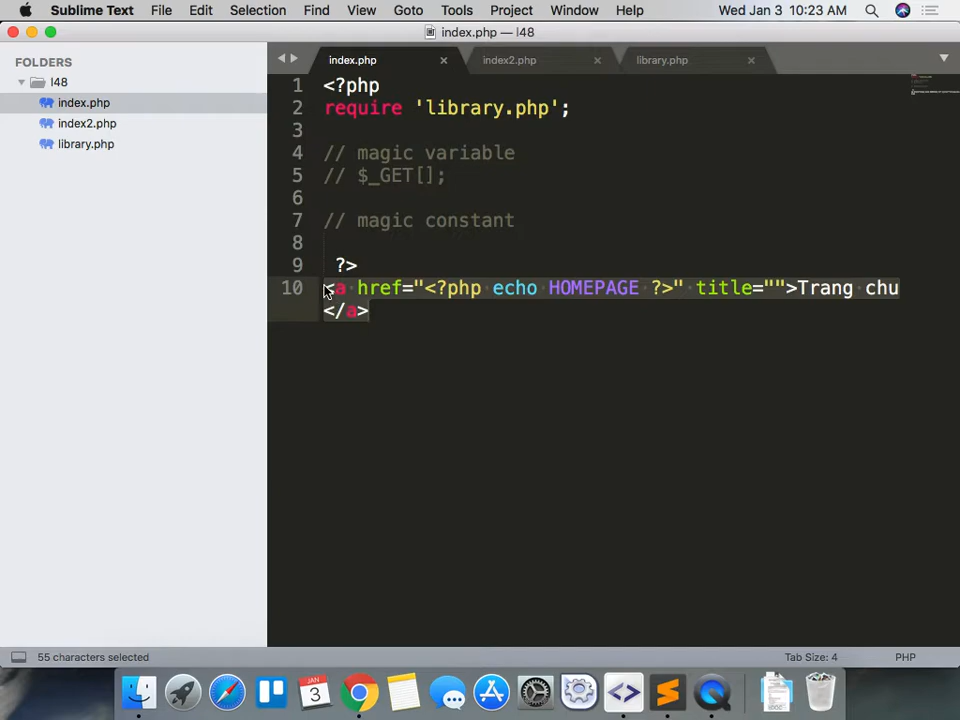 Sublime Text File Edit Selection Find View Goto Tools Project Window Help Wed Jan 3 10:23 AM
index.php — l48
FOLDERS
l48
index.php
index2.php
library.php
index.php index2.php library.php
1 <?php
2 require 'library.php';
3
4 // magic variable
5 // $_GET[];
6
7 // magic constant
8
9 ?>
10 <a href="<?php echo HOMEPAGE ?>" title="">Trang chu
</a>
55 characters selected Tab Size: 4 PHP
JAN
3